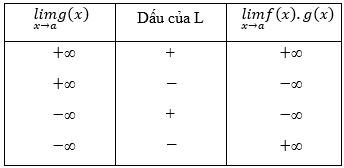 lim g(x) x→a Dấu của L lim f(x).g(x) x→a
+∞ + +∞
+∞ − −∞
−∞ + −∞
−∞ − +∞